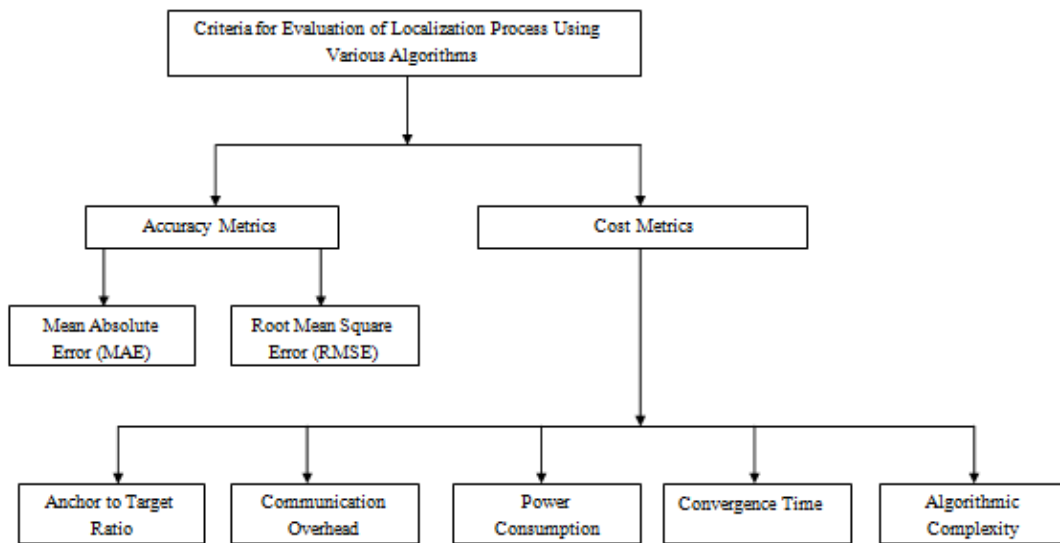 Criteria for Evaluation of Localization Process Using
Various Algorithms
Accuracy Metrics
Cost Metrics
Mean Absolute
Error (MAE)
Root Mean Square
Error (RMSE)
Anchor to Target
Ratio
Communication
Overhead
Power
Consumption
Convergence Time
Algorithmic
Complexity